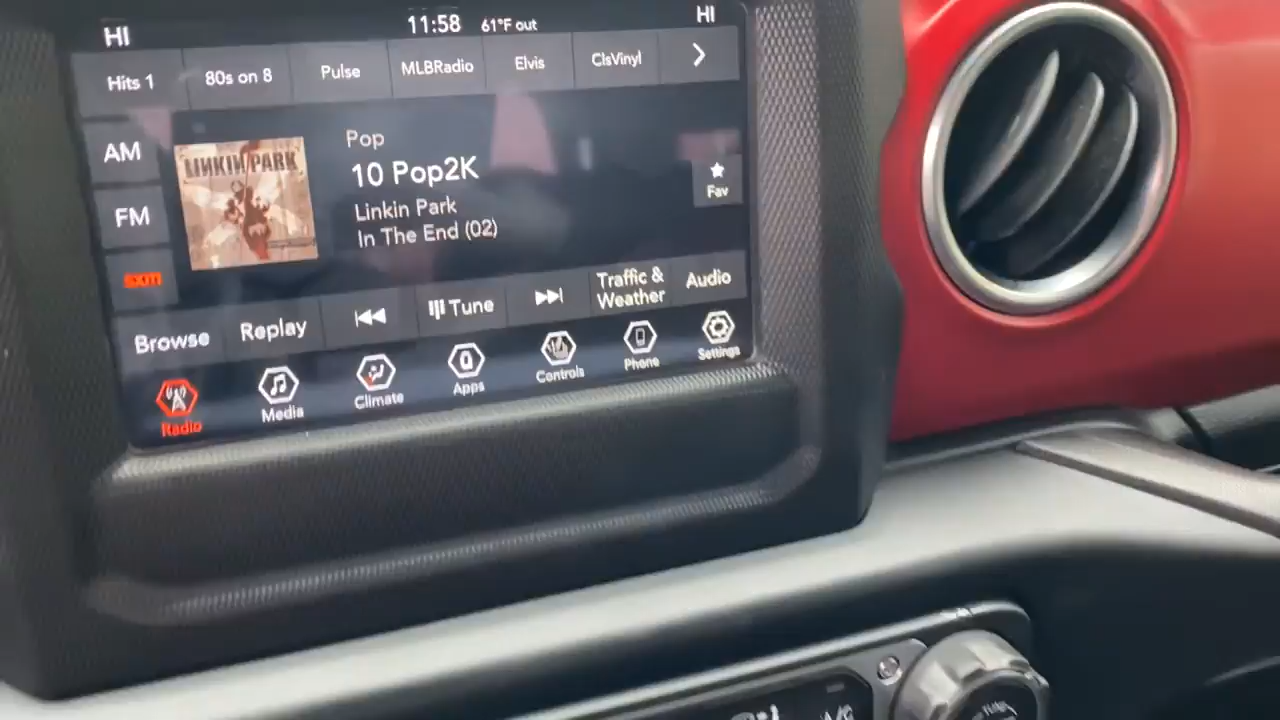 HI
11:58
61°F out
HI
Hits 1
80s on 8
Pulse
MLBRadio
Elvis
ClsVinyl
AM
FM
LINKIN PARK
Pop
10 Pop2K
Linkin Park
In The End (02)
Fav
Browse
Replay
Tune
Traffic &
Weather
Audio
Radio
Media
Climate
Apps
Controls
Phone
Settings
A/C
TUNE